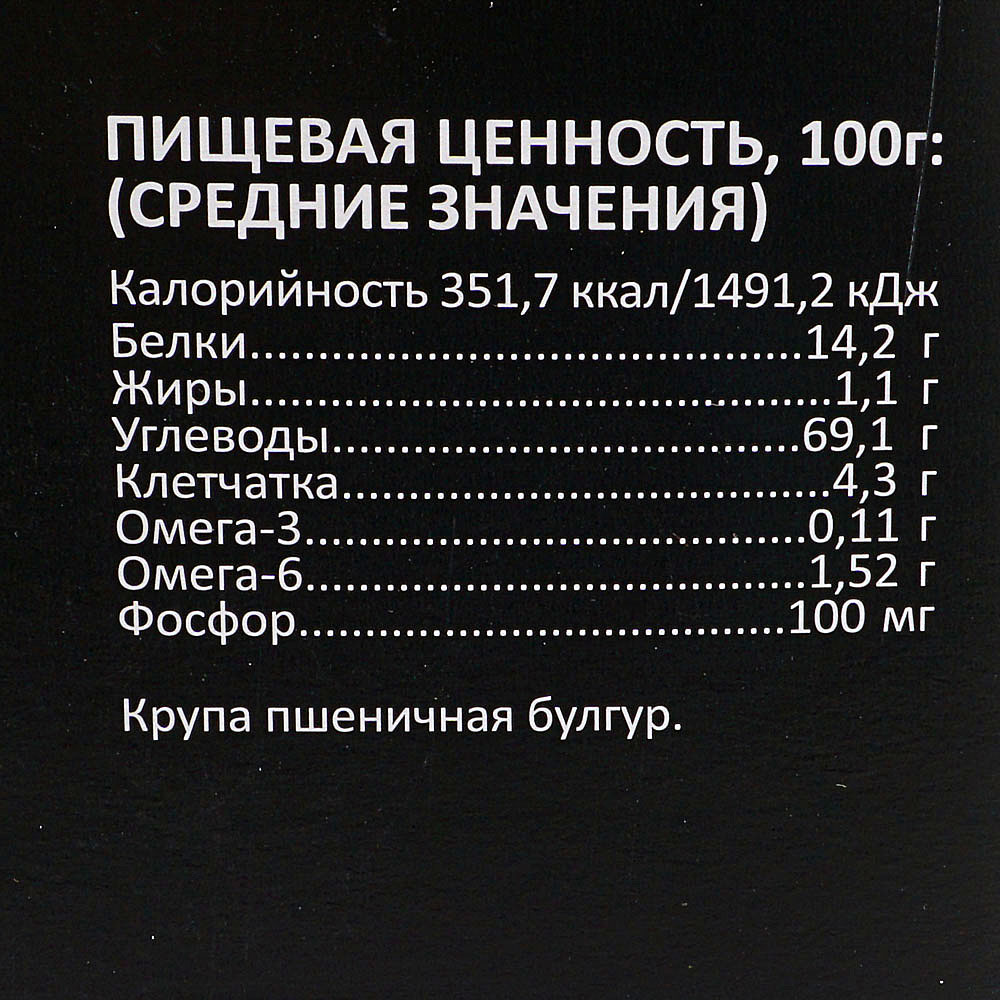 ПИЩЕВАЯ ЦЕННОСТЬ, 100г:
(СРЕДНИЕ ЗНАЧЕНИЯ)
Калорийность 351,7 ккал/1491,2 кДж
Белки................................................14,2 г
Жиры..................................................1,1 г
Углеводы.........................................69,1 г
Клетчатка...........................................4,3 г
Омега-3............................................0,11 г
Омега-6............................................1,52 г
Фосфор..........................................100 мг
Крупа пшеничная булгур.